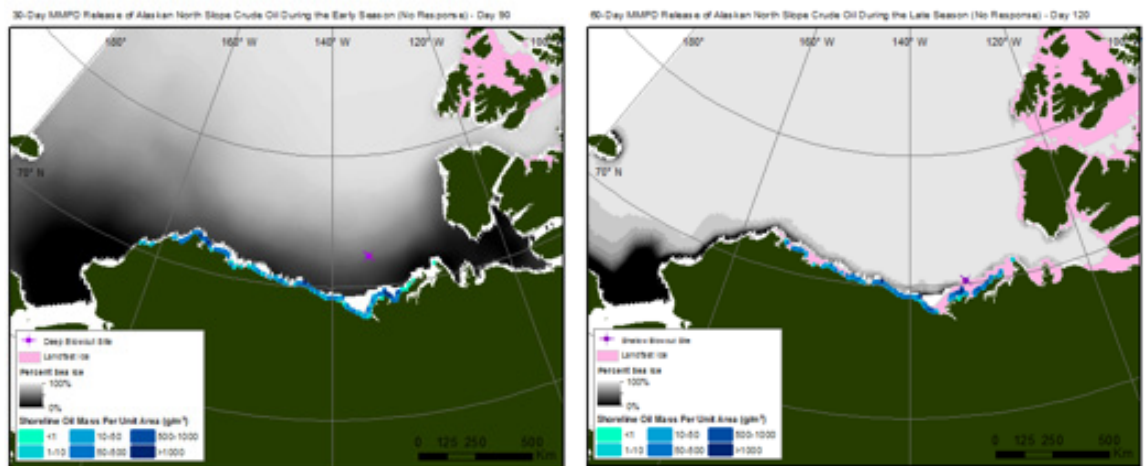 30-Day MMPD Release of Alaskan North Slope Crude Oil During the Early Season (No Response) - Day 90
180°
160° W
140° W
120° W
100°
70° N
Deep Blowout Site
Landfast Ice
Percent Sea Ice
100%
0%
Shoreline Oil Mass Per Unit Area (g/m²)
<1 10-50 500-1000
1-10 50-500 >1000
0 125 250 500
Km
60-Day MMPD Release of Alaskan North Slope Crude Oil During the Late Season (No Response) - Day 120
180°
160° W
140° W
120° W
100°
70° N
Shallow Blowout Site
Landfast Ice
Percent Sea Ice
100%
0%
Shoreline Oil Mass Per Unit Area (g/m²)
<1 10-50 500-1000
1-10 50-500 >1000
0 125 250 500
Km